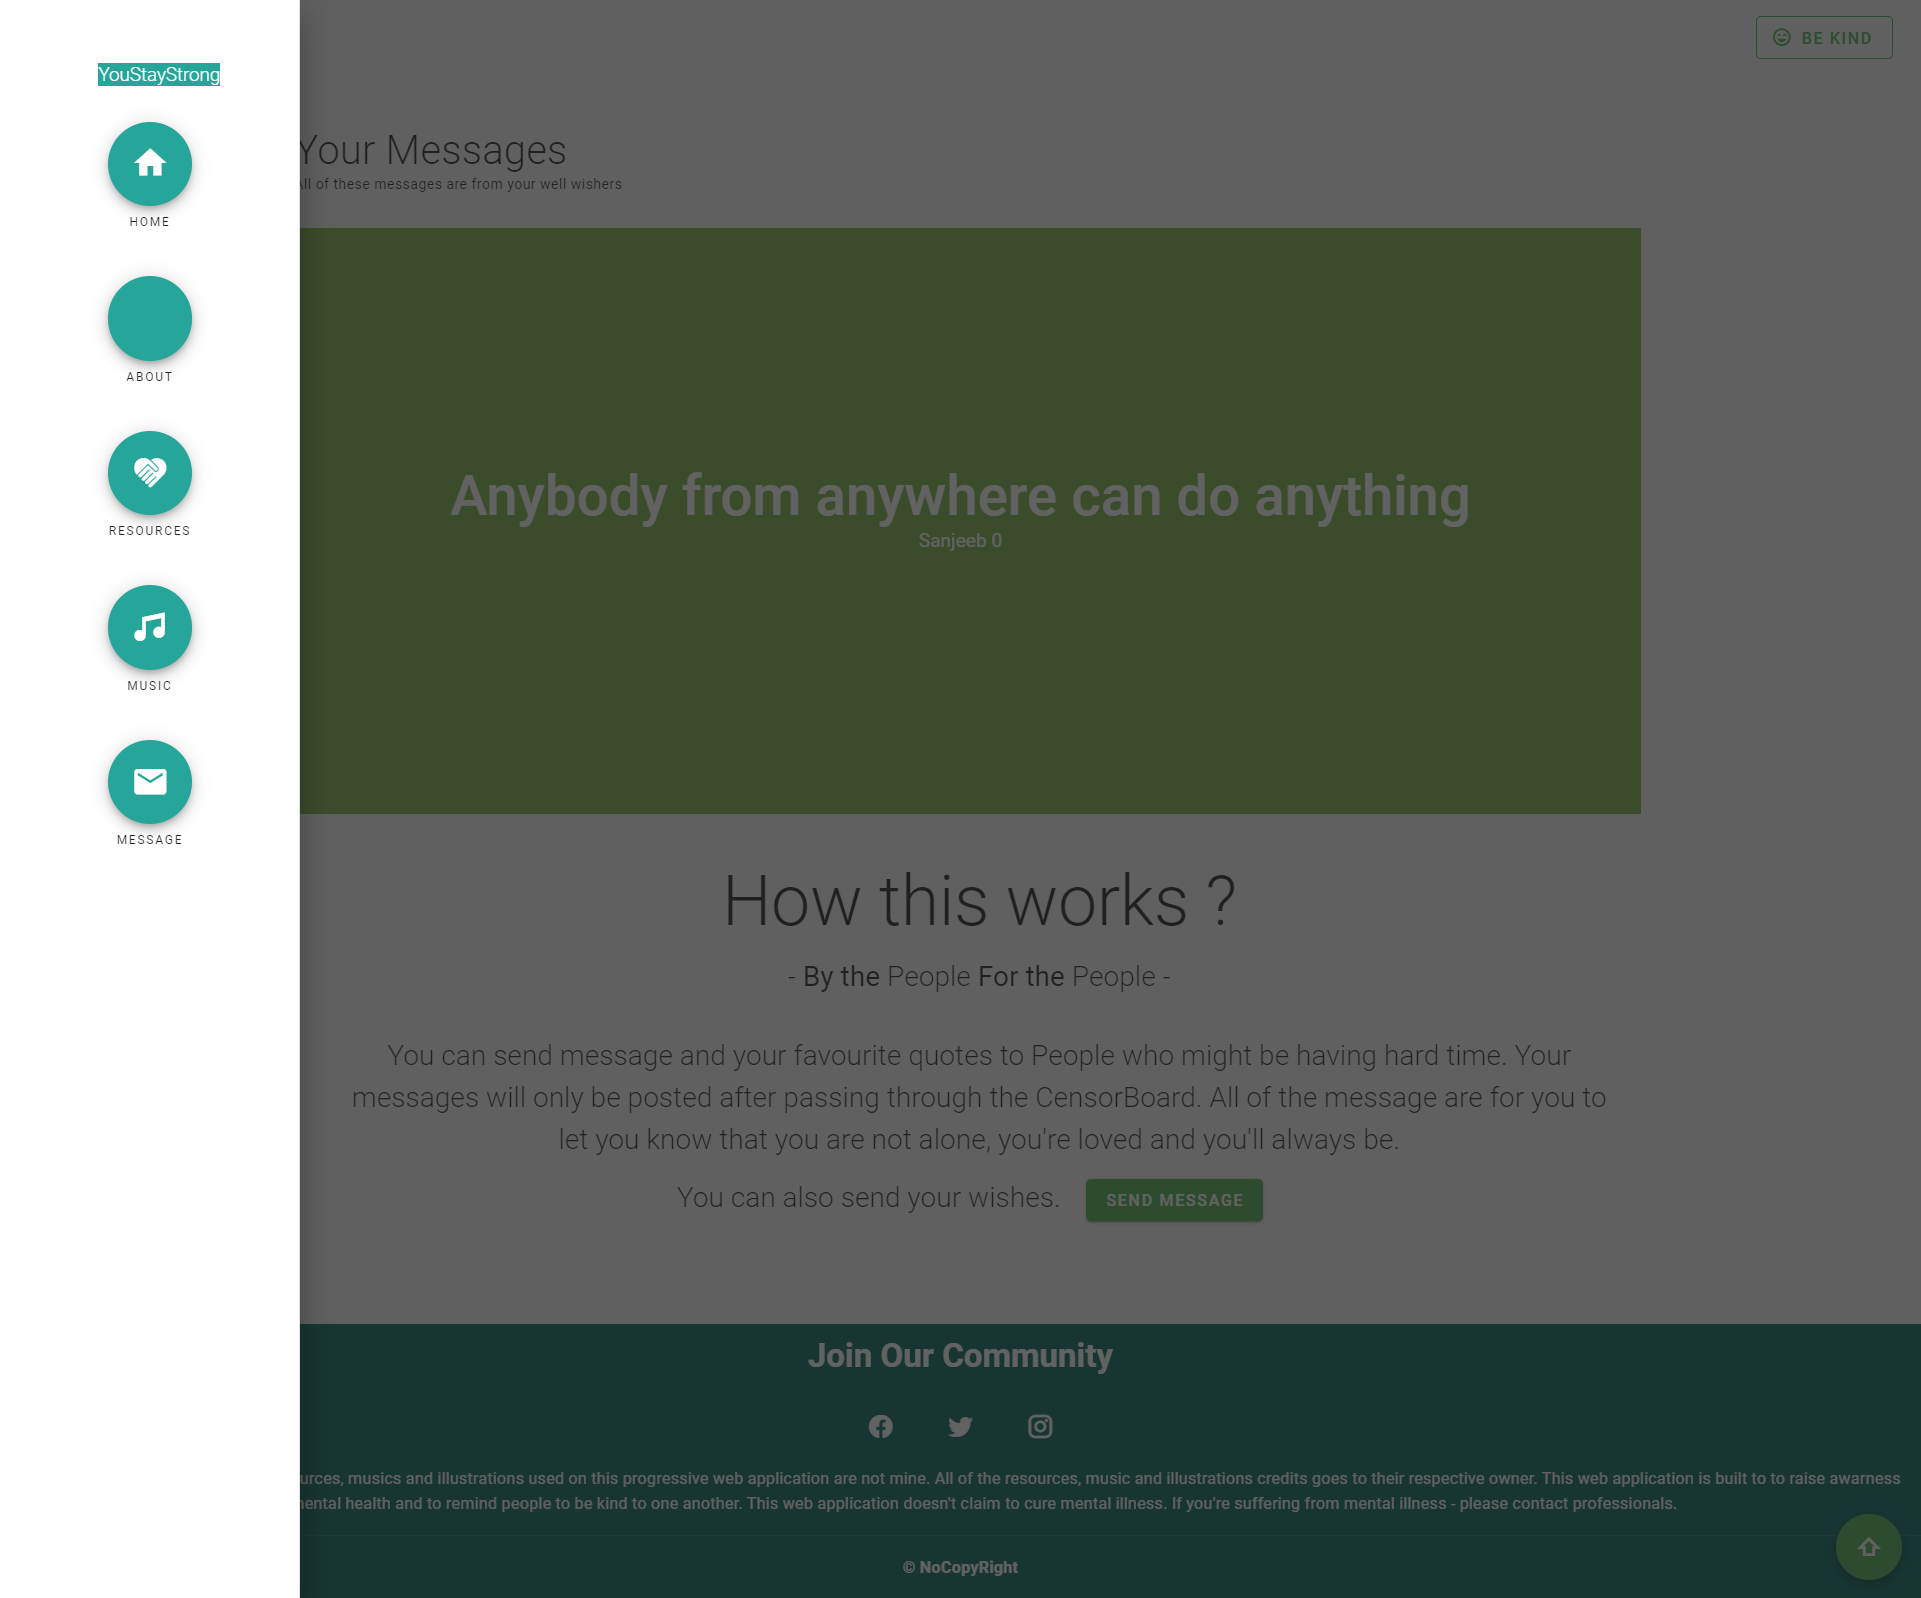 YouStayStrong
HOME
ABOUT
RESOURCES
MUSIC
MESSAGE
BE KIND
Your Messages
All of these messages are from your well wishers
Anybody from anywhere can do anything
Sanjeeb 0
How this works ?
- By the People For the People -
You can send message and your favourite quotes to People who might be having hard time. Your
messages will only be posted after passing through the CensorBoard. All of the message are for you to
let you know that you are not alone, you're loved and you'll always be.
You can also send your wishes.
SEND MESSAGE
Join Our Community
musics and illustrations used on this progressive web application are not mine. All of the resources, music and illustrations credits goes to their respective owner. This web application is built to to raise awarness
health and to remind people to be kind to one another. This web application doesn't claim to cure mental illness. If you're suffering from mental illness - please contact professionals.
© NoCopyRight